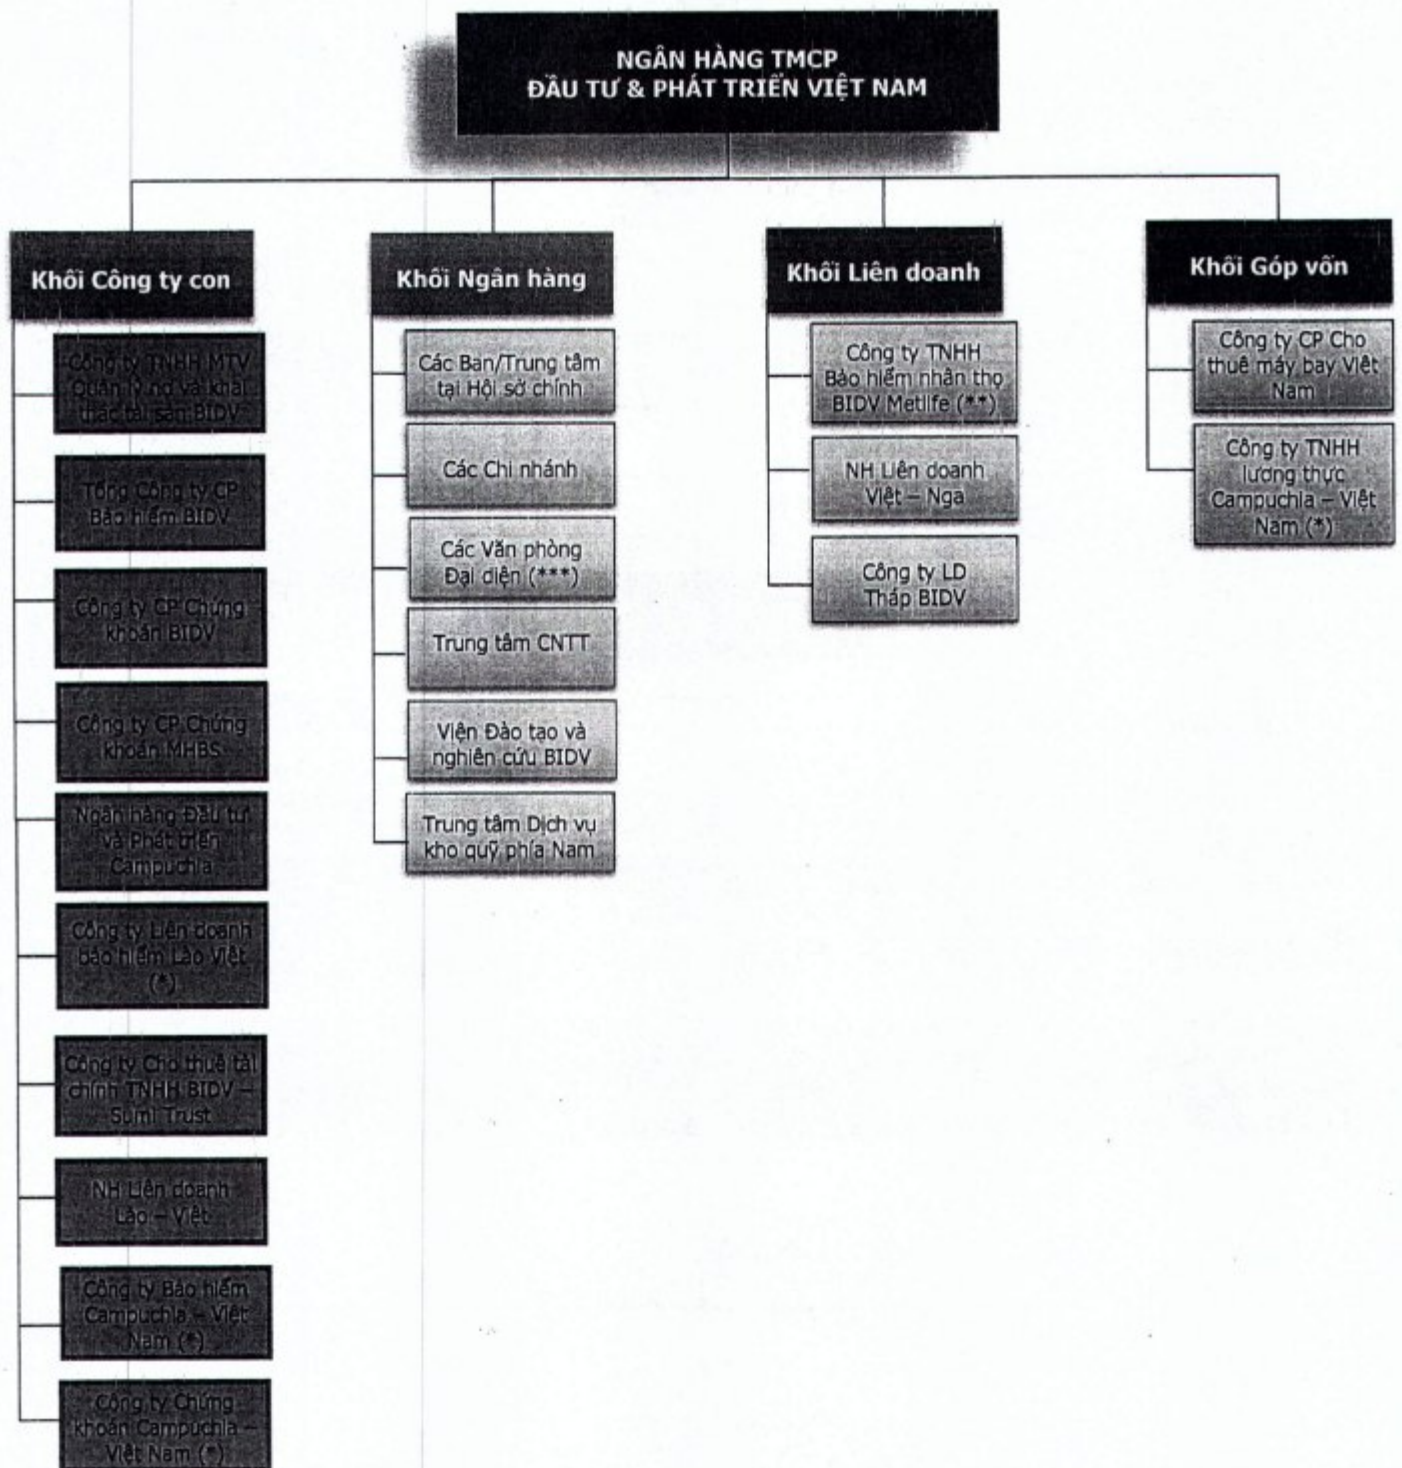 NGÂN HÀNG TMCP
ĐẦU TƯ & PHÁT TRIỂN VIỆT NAM
Khối Công ty con
Công ty TNHH MTV
Quản lý nợ và khai
thác tài sản BIDV
Tổng Công ty CP
Bảo hiểm BIDV
Công ty CP Chứng
khoán BIDV
Công ty CP Chứng
khoán MHBS
Ngân hàng Đầu tư
và Phát triển
Campuchia
Công ty Liên doanh
bảo hiểm Lào Việt
(*)
Công ty Cho thuê tài
chính TNHH BIDV –
Sumi Trust
NH Liên doanh
Lào – Việt
Công ty Bảo hiểm
Campuchia – Việt
Nam (*)
Công ty Chứng
khoán Campuchia –
Việt Nam (*)
Khối Ngân hàng
Các Ban/Trung tâm
tại Hội sở chính
Các Chi nhánh
Các Văn phòng
Đại diện (***)
Trung tâm CNTT
Viện Đào tạo và
nghiên cứu BIDV
Trung tâm Dịch vụ
kho quỹ phía Nam
Khối Liên doanh
Công ty TNHH
Bảo hiểm nhân thọ
BIDV Metlife (**)
NH Liên doanh
Việt – Nga
Công ty LD
Tháp BIDV
Khối Góp vốn
Công ty CP Cho
thuê máy bay Việt
Nam
Công ty TNHH
lương thực
Campuchia – Việt
Nam (*)